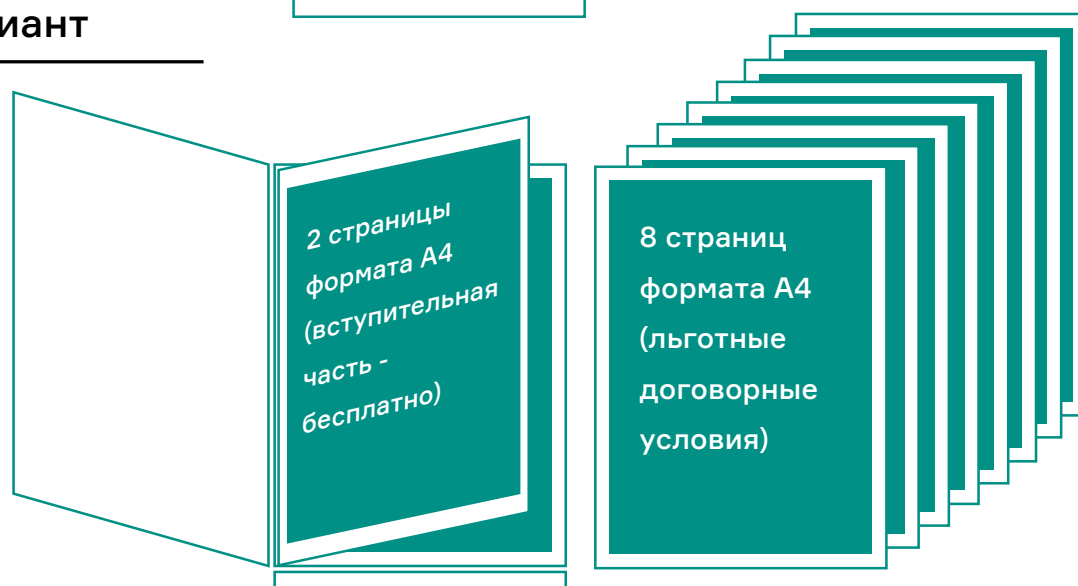 иант
2 страницы
формата А4
(вступительная
часть -
бесплатно)
8 страниц
формата А4
(льготные
договорные
условия)